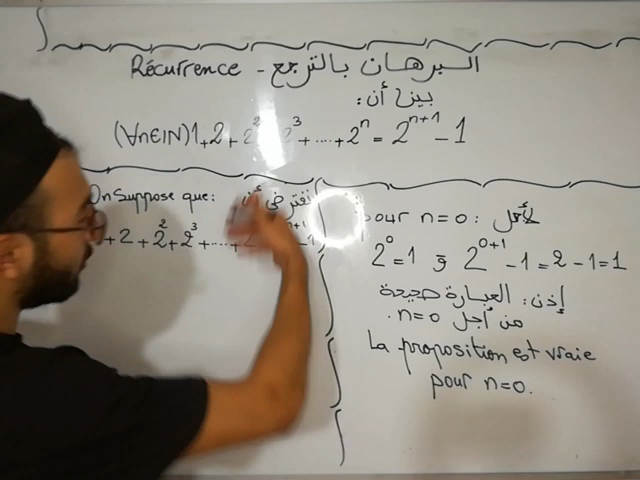 البرهان بالترجع - Récurrence
بين أن:
(∀n∈IN) 1+2+2²+2³+....+2ⁿ = 2ⁿ⁺¹ - 1
On Suppose que: نفترض أن
+ 2 + 2² + 2³ + ....+
pour n=0 :
2⁰ = 1 و 2⁰⁺¹ - 1 = 2 - 1 = 1
إذن: العبارة صحيحة
من أجل n=0.
La proposition est vraie
pour n=0.